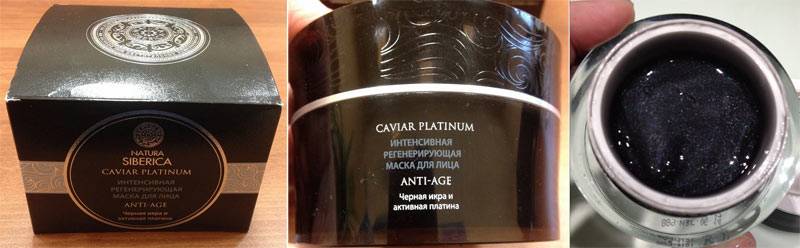 NATURA
SIBERICA
CAVIAR PLATINUM
ИНТЕНСИВНАЯ
РЕГЕНЕРИРУЮЩАЯ
МАСКА ДЛЯ ЛИЦА
ANTI-AGE
Черная икра и
активная платина
CAVIAR PLATINUM
ИНТЕНСИВНАЯ
РЕГЕНЕРИРУЮЩАЯ
МАСКА ДЛЯ ЛИЦА
ANTI-AGE
Черная икра и
активная платина